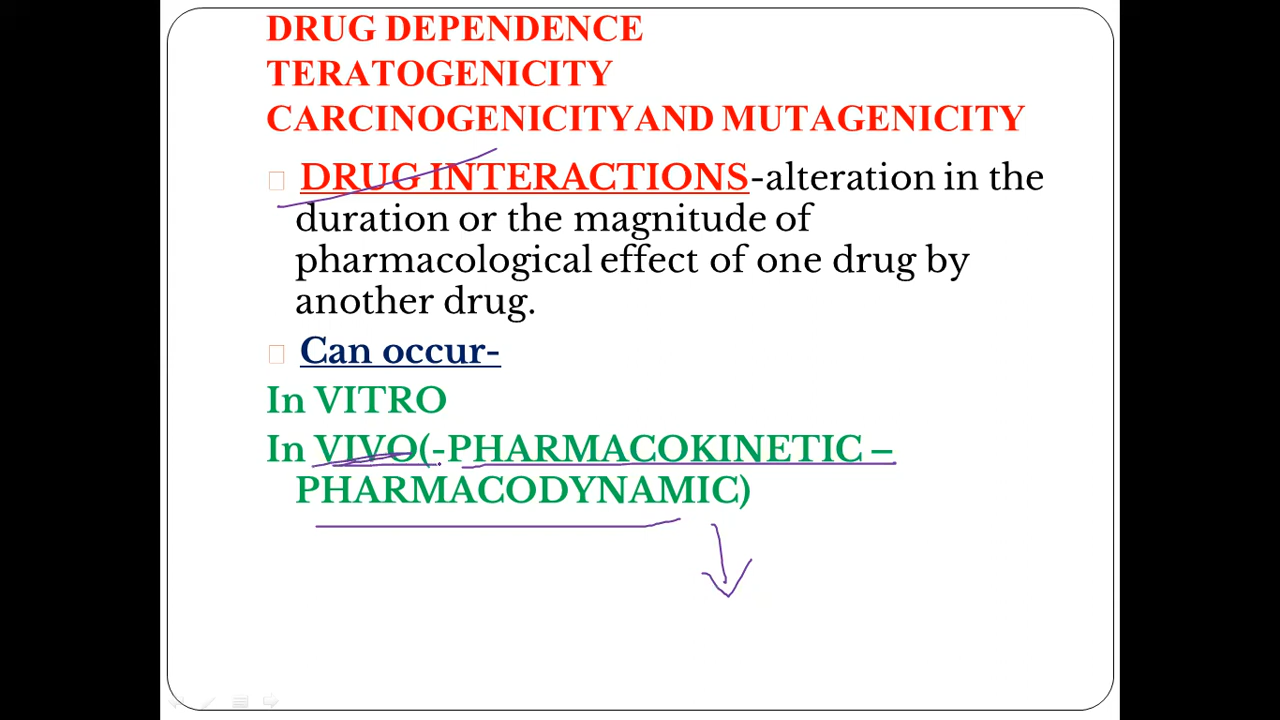 DRUG DEPENDENCE
TERATOGENICITY
CARCINOGENICITYAND MUTAGENICITY
DRUG INTERACTIONS-alteration in the
duration or the magnitude of
pharmacological effect of one drug by
another drug.
Can occur-
In VITRO
In VIVO(-PHARMACOKINETIC –
PHARMACODYNAMIC)